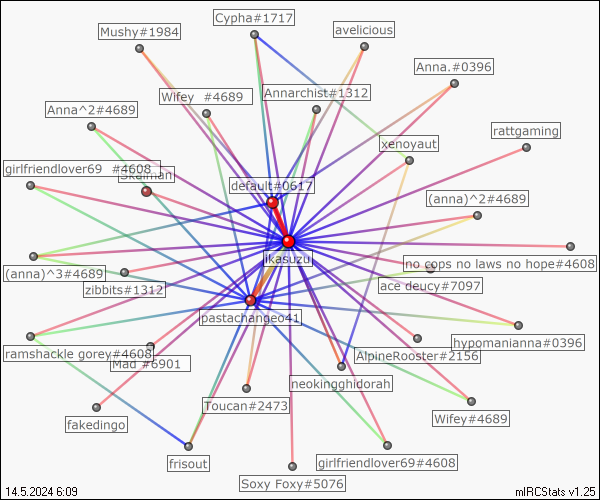 Cypha#1717
Mushy#1984
avelicious
Anna.#0396
Wifey #4689
Annarchist#1312
Anna^2#4689
rattgaming
xenoyaut
girlfriendlover69 #4608
default#0617
(anna)^2#4689
ikasuzu
no cops no laws no hope#4608
(anna)^3#4689
zibbits#1312
ace deucy#7097
pastachangeo41
hypomanianna#0396
ramshackle gorey#4608
AlpineRooster#2156
Mad #6901
neokingghidorah
Toucan#2473
Wifey#4689
fakedingo
frisout
girlfriendlover69#4608
Soxy Foxy#5076
14.5.2024 6:09
mIRCStats v1.25